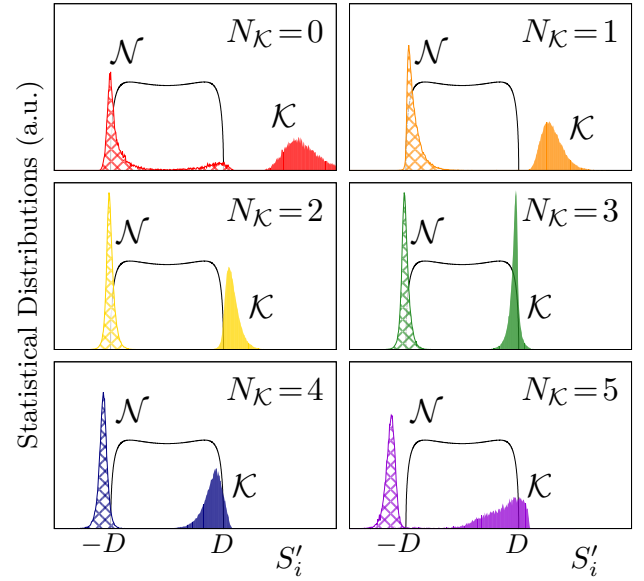 Statistical Distributions (a.u.)
𝒩 N_𝒦=0
𝒦
𝒩 N_𝒦=1
𝒦
𝒩 N_𝒦=2
𝒦
𝒩 N_𝒦=3
𝒦
𝒩 N_𝒦=4
𝒦
𝒩 N_𝒦=5
𝒦
−D D S′_i
−D D S′_i